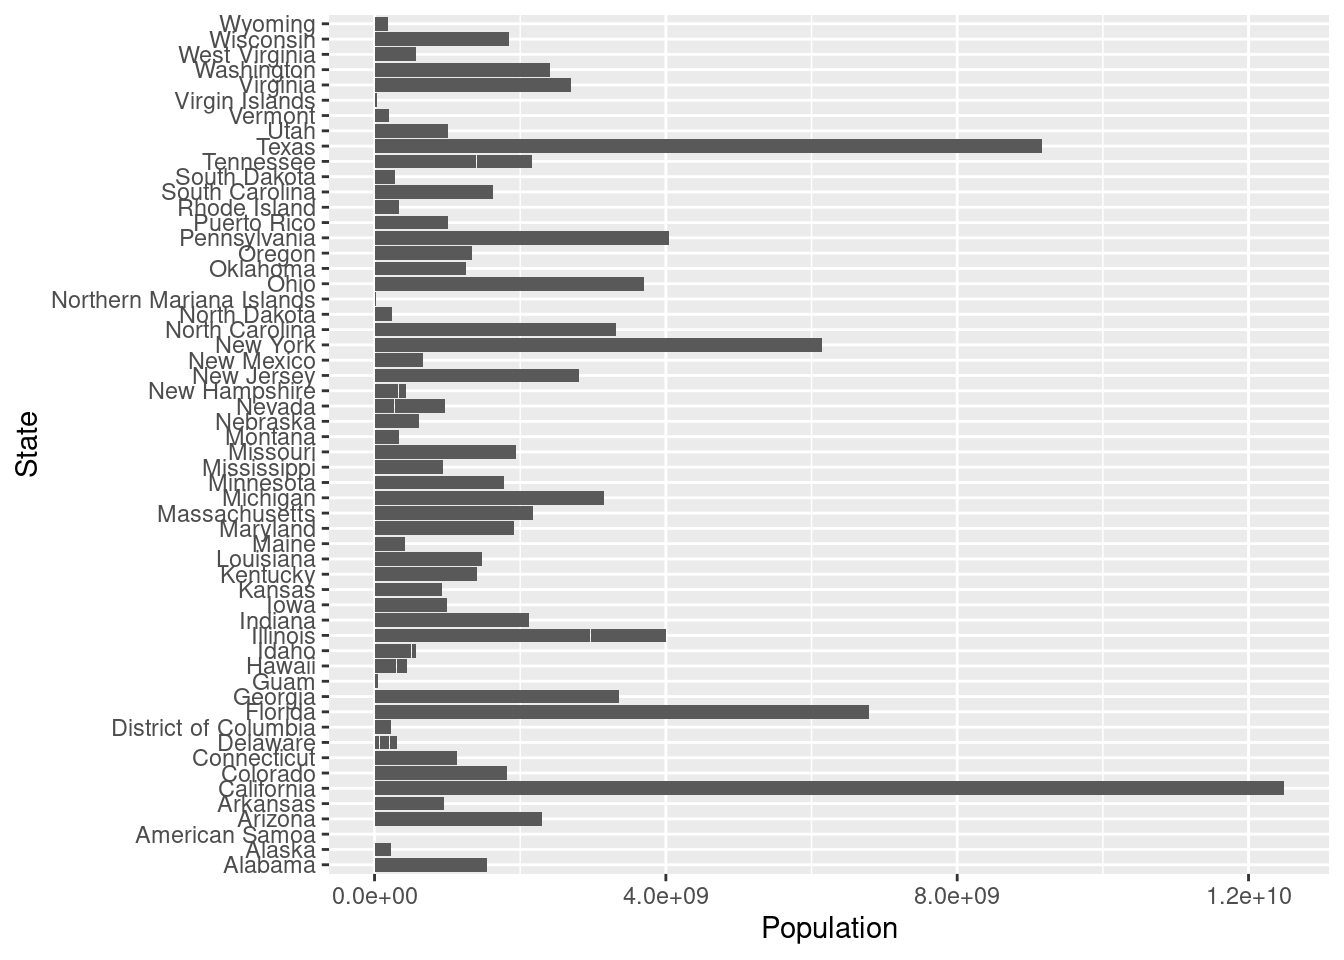 Wyoming
Wisconsin
West Virginia
Washington
Virginia
Virgin Islands
Vermont
Utah
Texas
Tennessee
South Dakota
South Carolina
Rhode Island
Puerto Rico
Pennsylvania
Oregon
Oklahoma
Ohio
Northern Mariana Islands
North Dakota
North Carolina
New York
New Mexico
New Jersey
New Hampshire
Nevada
Nebraska
Montana
Missouri
Mississippi
Minnesota
Michigan
Massachusetts
Maryland
Maine
Louisiana
Kentucky
Kansas
Iowa
Indiana
Illinois
Idaho
Hawaii
Guam
Georgia
Florida
District of Columbia
Delaware
Connecticut
Colorado
California
Arkansas
Arizona
American Samoa
Alaska
Alabama
State
0.0e+00 4.0e+09 8.0e+09 1.2e+10
Population